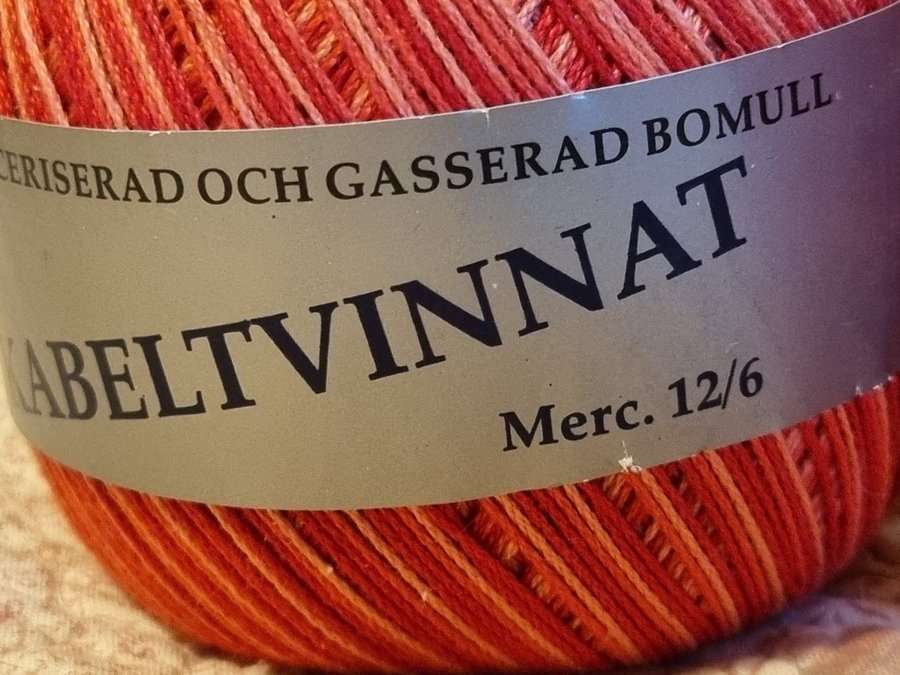 CERISERAD OCH GASSERAD BOMULL
KABELTVINNAT
Merc. 12/6